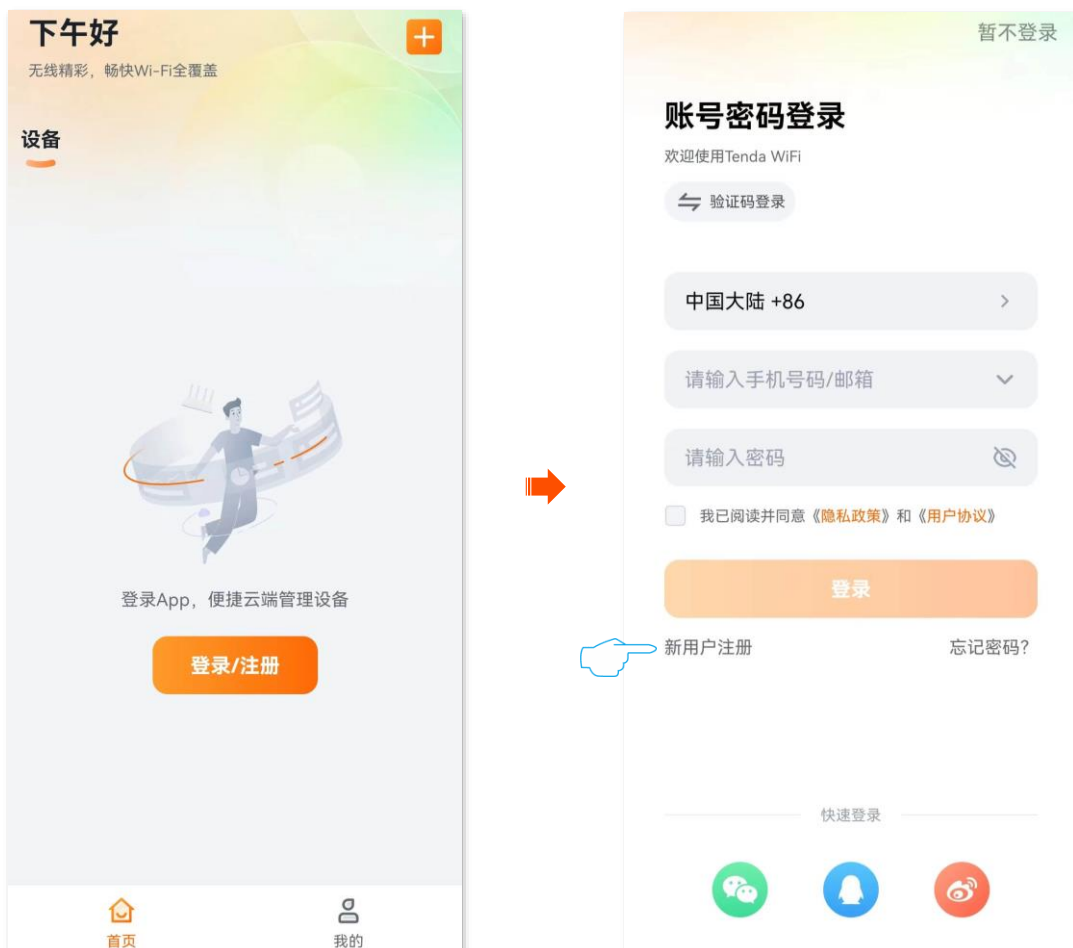 下午好
无线精彩，畅快Wi-Fi全覆盖
设备
登录App，便捷云端管理设备
登录/注册
首页
我的
暂不登录
账号密码登录
欢迎使用Tenda WiFi
验证码登录
中国大陆 +86
请输入手机号码/邮箱
请输入密码
我已阅读并同意《隐私政策》和《用户协议》
登录
新用户注册
忘记密码?
快速登录